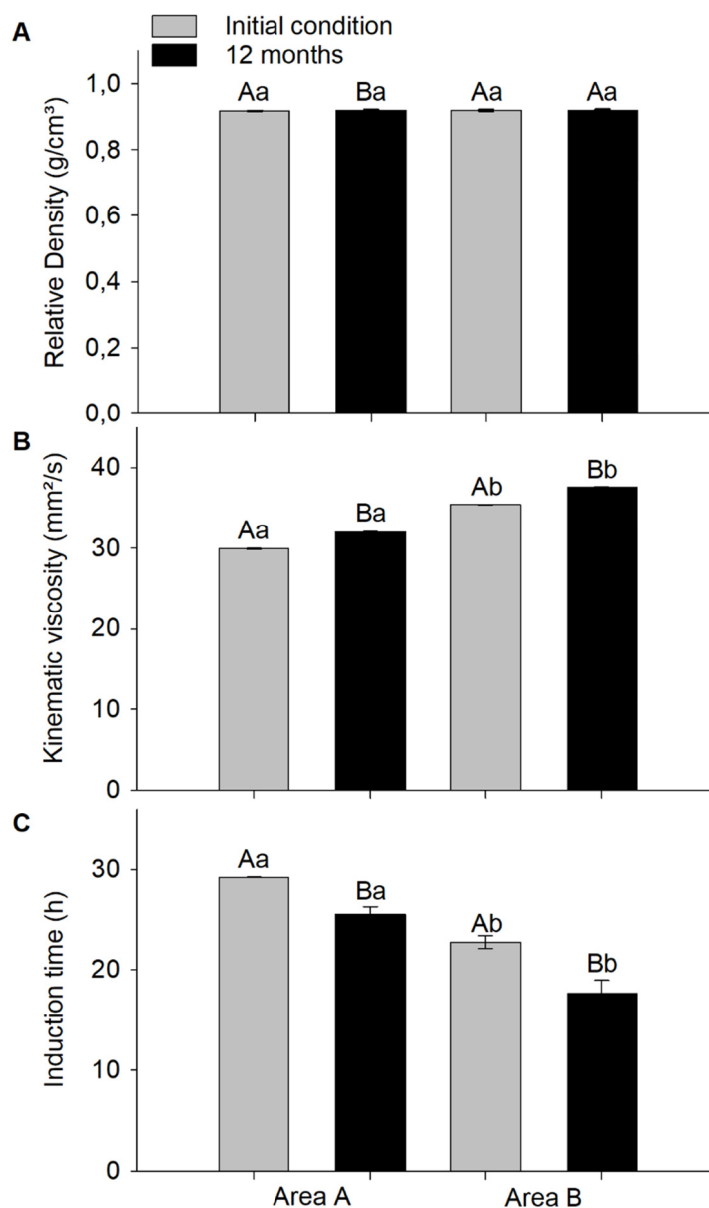 A
Initial condition
12 months
Relative Density (g/cm³)
1,0
0,8
0,6
0,4
0,2
0,0
Aa
Ba
Aa
Aa
B
Kinematic viscosity (mm²/s)
40
30
20
10
0
Aa
Ba
Ab
Bb
C
Induction time (h)
30
20
10
0
Aa
Ba
Ab
Bb
Area A
Area B